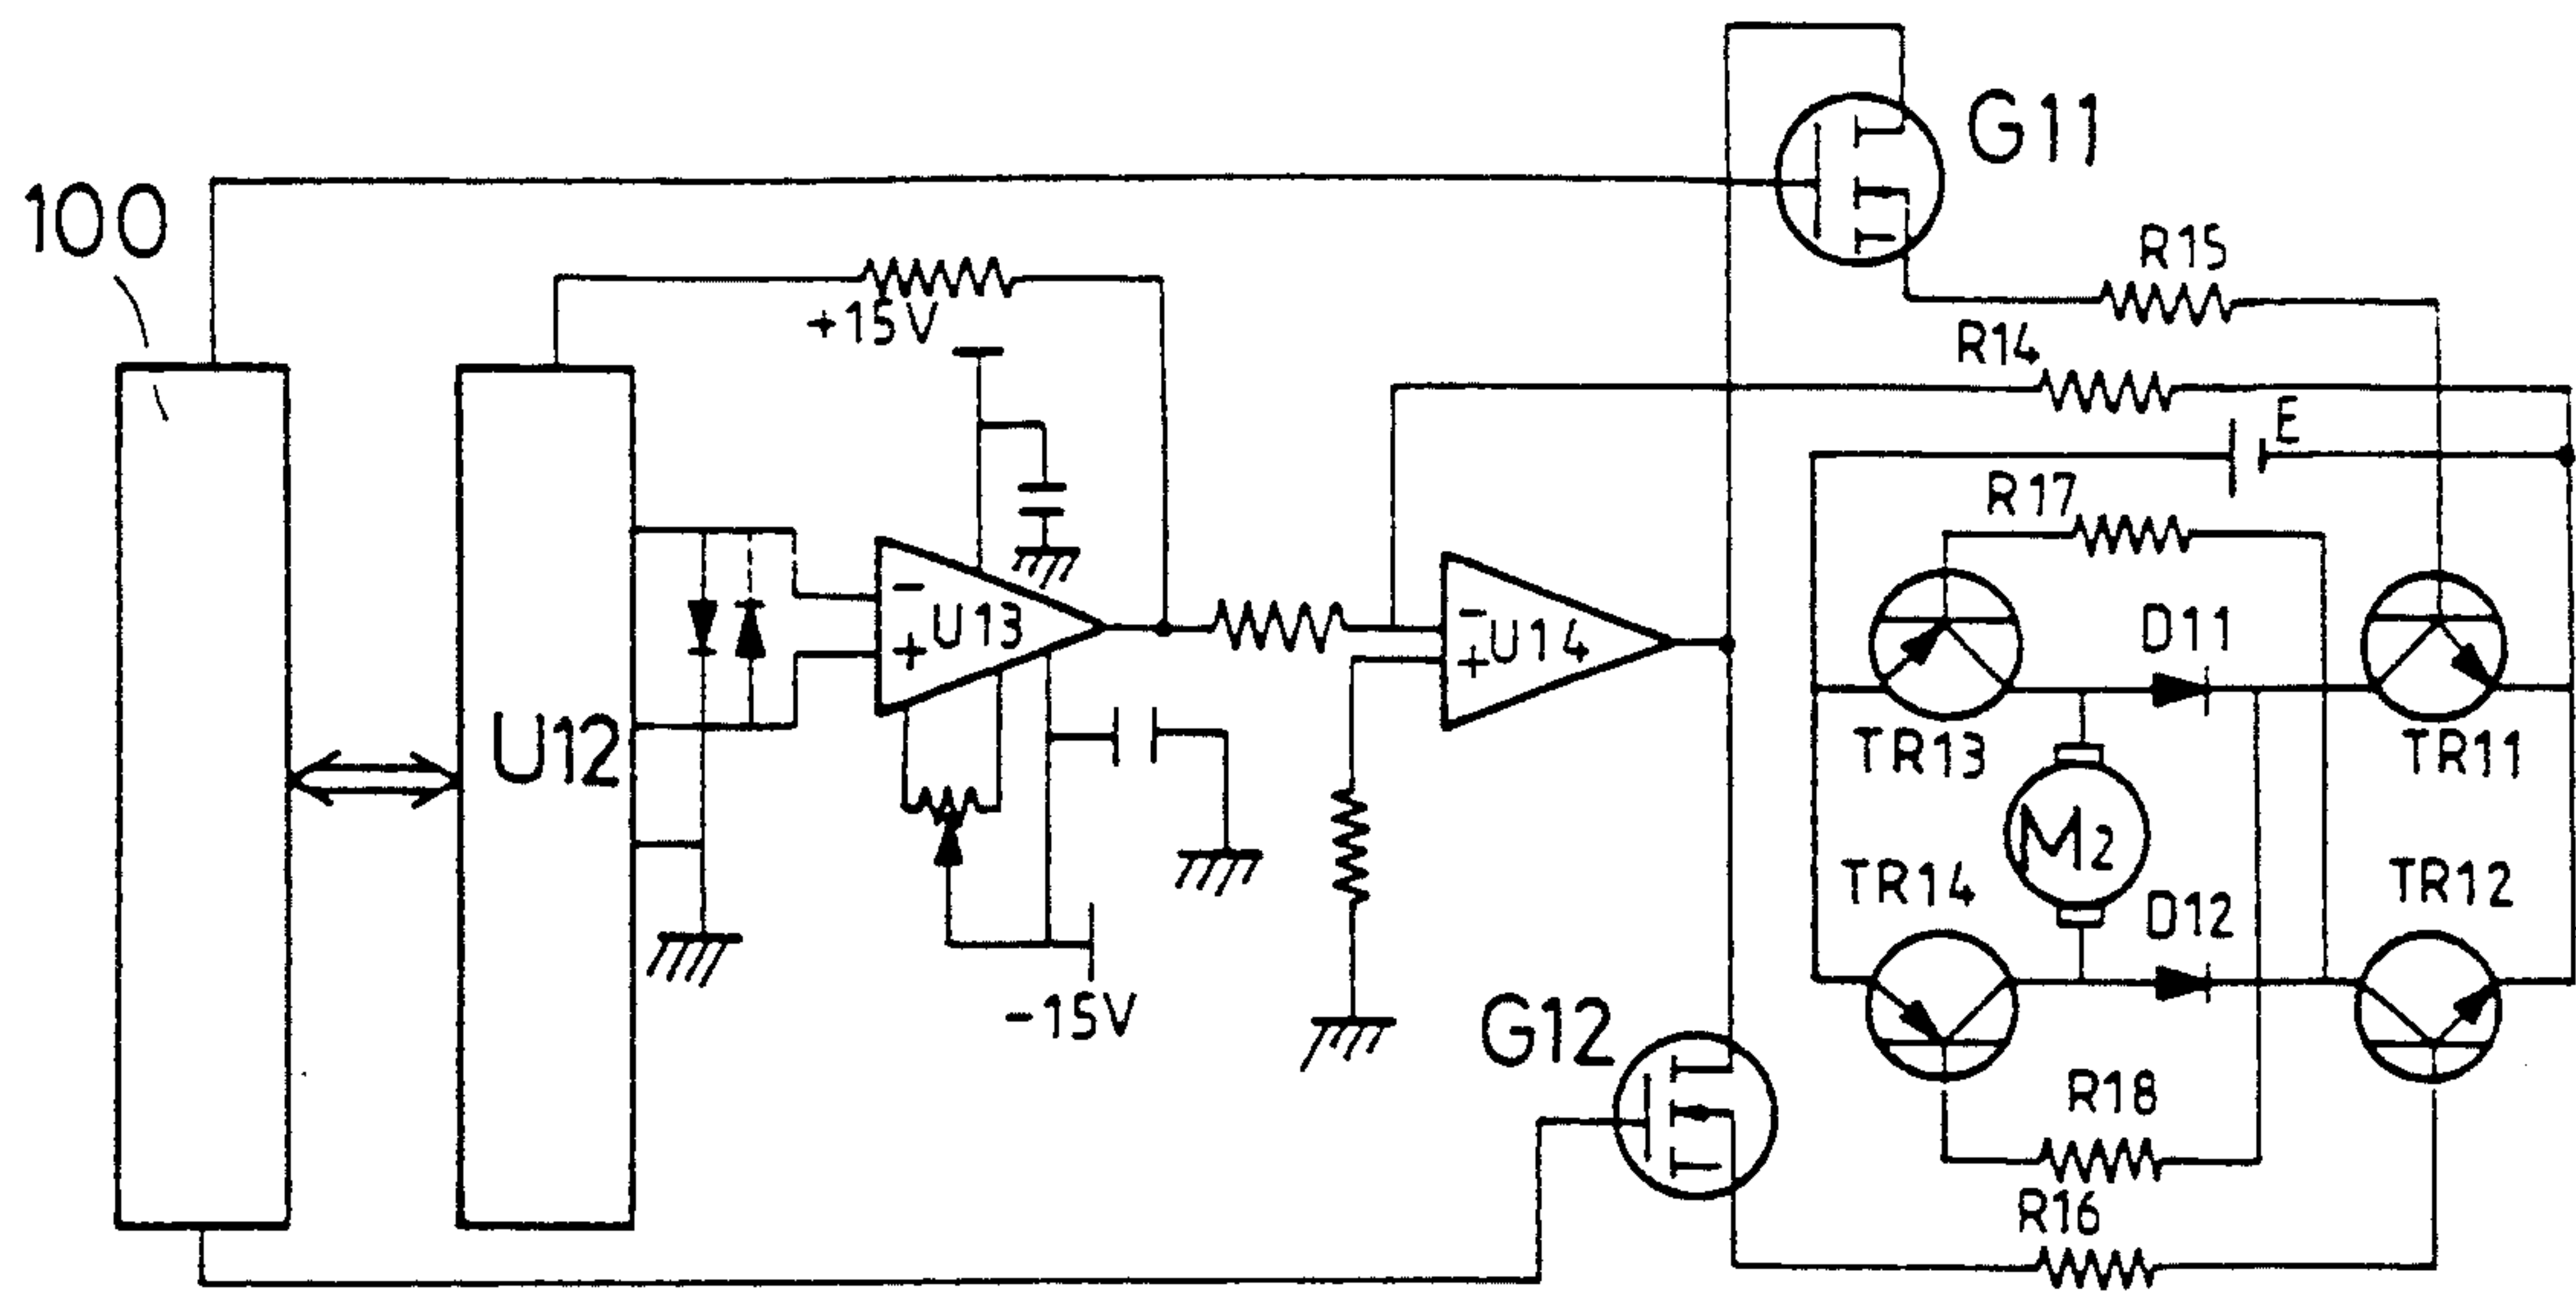 G11
100
R15
+15V
R14
E
R17
- U13 +
- U14 +
D11
U12
TR13
TR11
M2
TR14
TR12
D12
-15V
G12
R18
R16